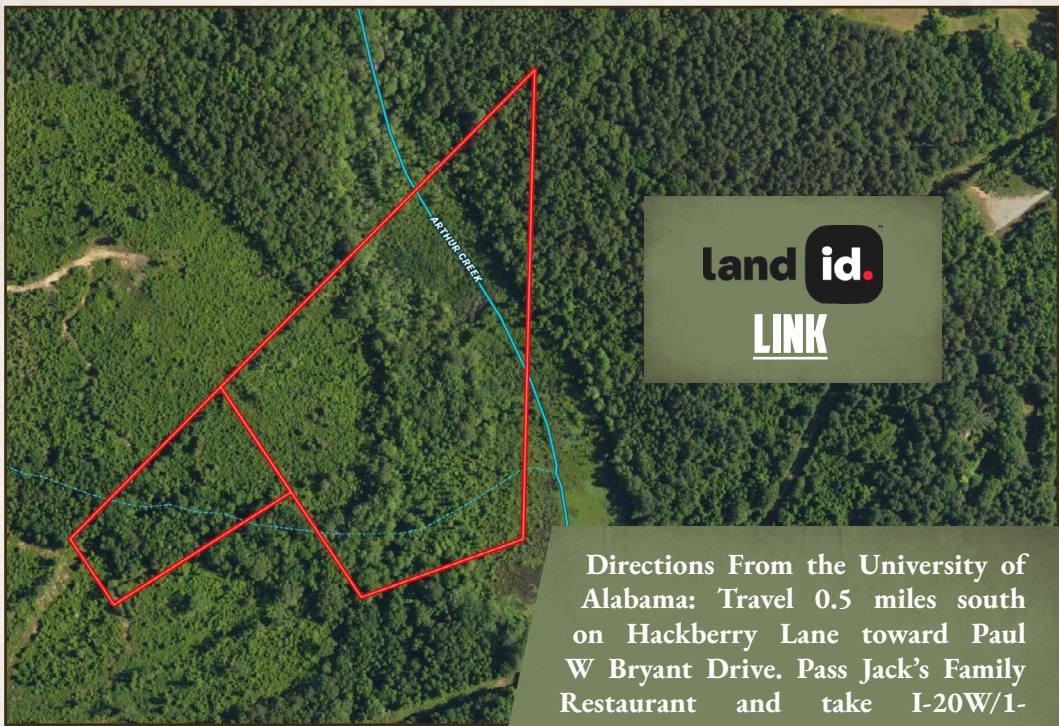 ARTHUR CREEK
land id.™
LINK
Directions From the University of
Alabama: Travel 0.5 miles south
on Hackberry Lane toward Paul
W Bryant Drive. Pass Jack's Family
Restaurant and take I-20W/1-